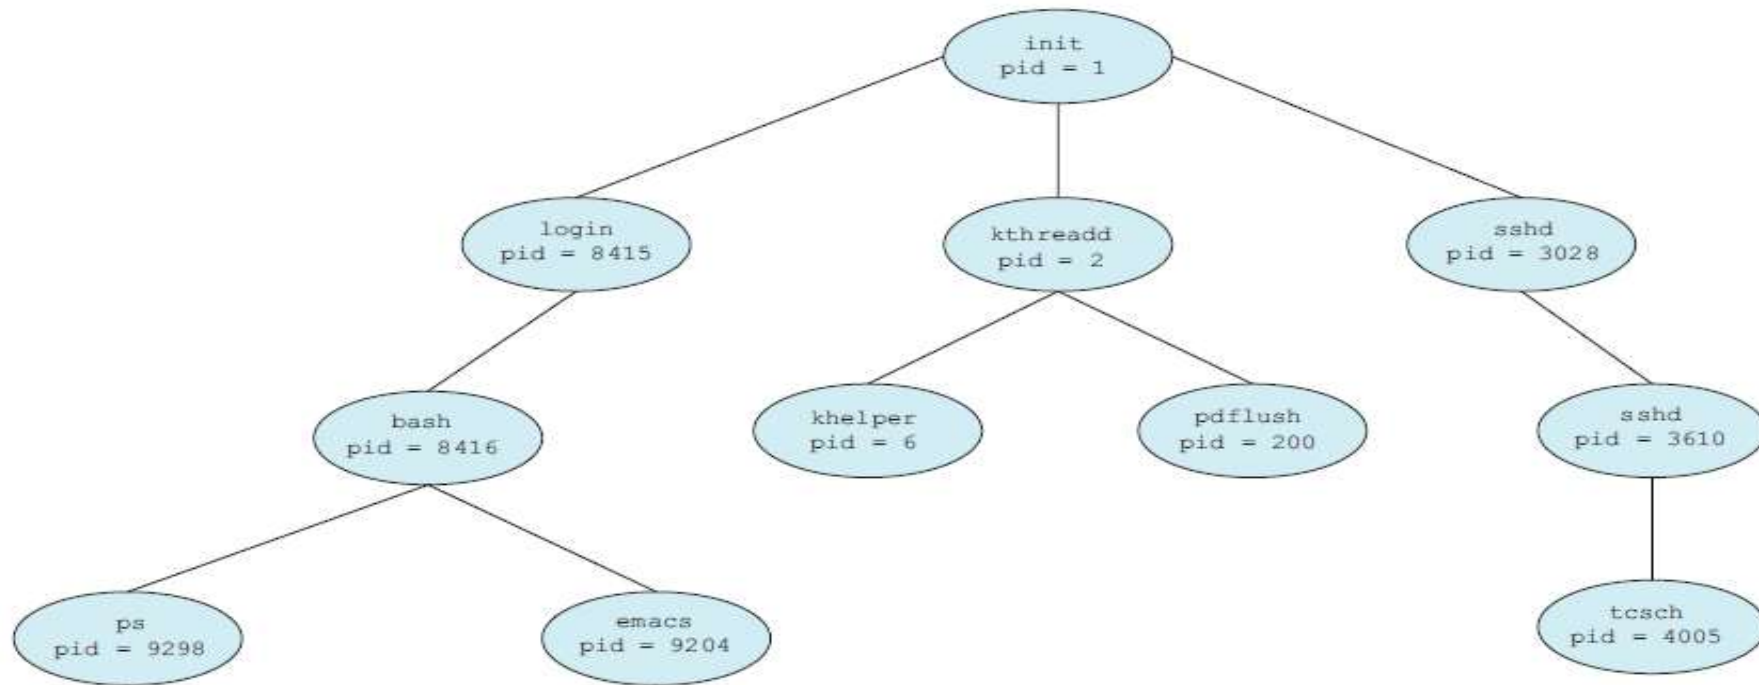 init
pid = 1
login
pid = 8415
kthreadd
pid = 2
sshd
pid = 3028
bash
pid = 8416
khelper
pid = 6
pdflush
pid = 200
sshd
pid = 3610
ps
pid = 9298
emacs
pid = 9204
tcsch
pid = 4005